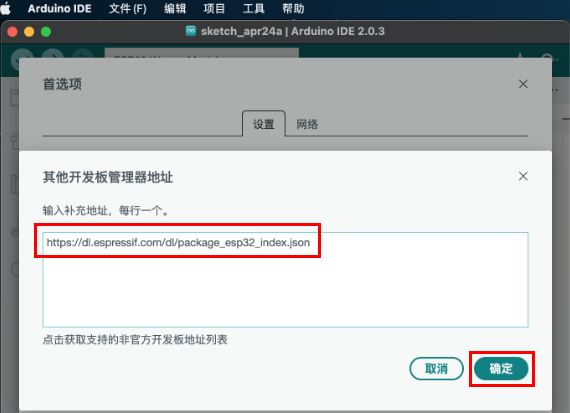 Arduino IDE 文件(F) 编辑 项目 工具 帮助
sketch_apr24a | Arduino IDE 2.0.3
首选项
设置 网络
其他开发板管理器地址
输入补充地址，每行一个。
https://dl.espressif.com/dl/package_esp32_index.json
点击获取支持的非官方开发板地址列表
取消 确定